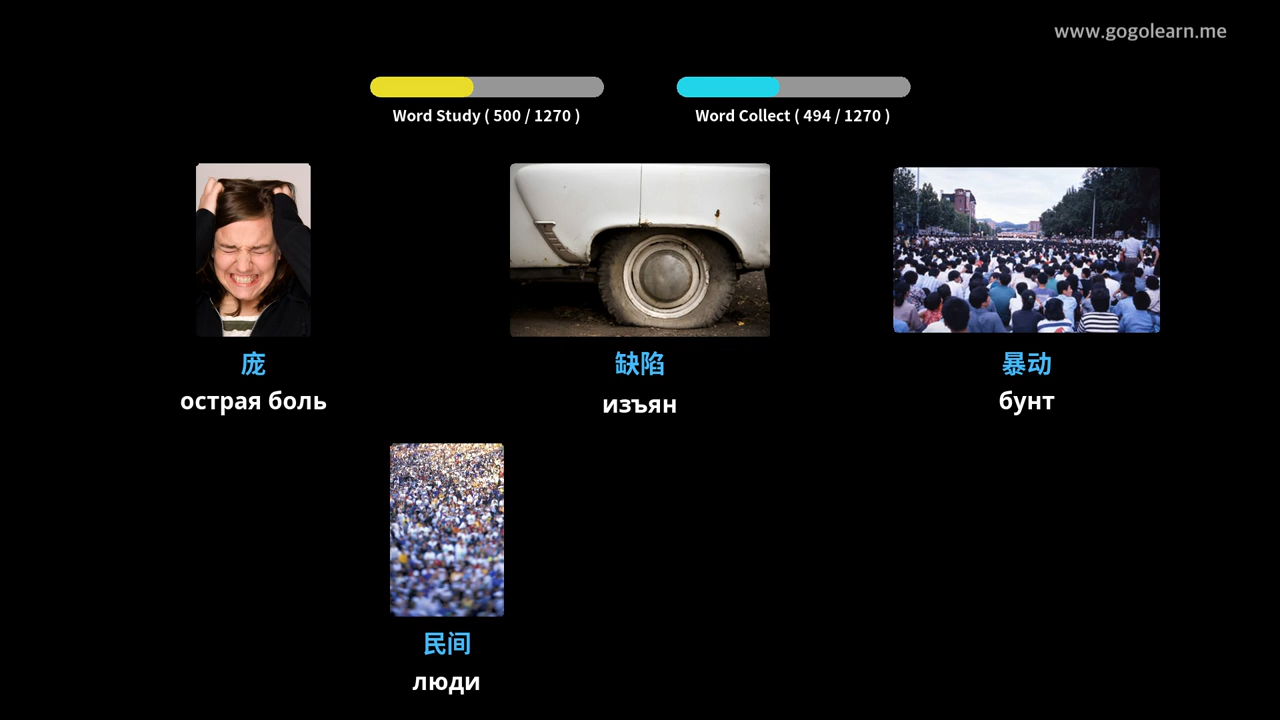 www.gogolearn.me
Word Study ( 500 / 1270 )
Word Collect ( 494 / 1270 )
庞
острая боль
缺陷
изъян
暴动
бунт
民间
люди